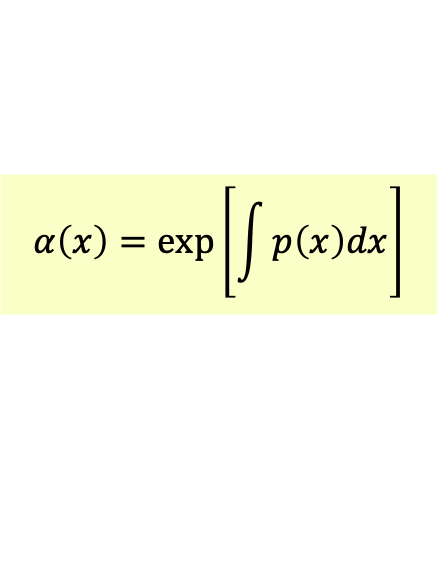 α(x) = exp[∫ p(x)dx]